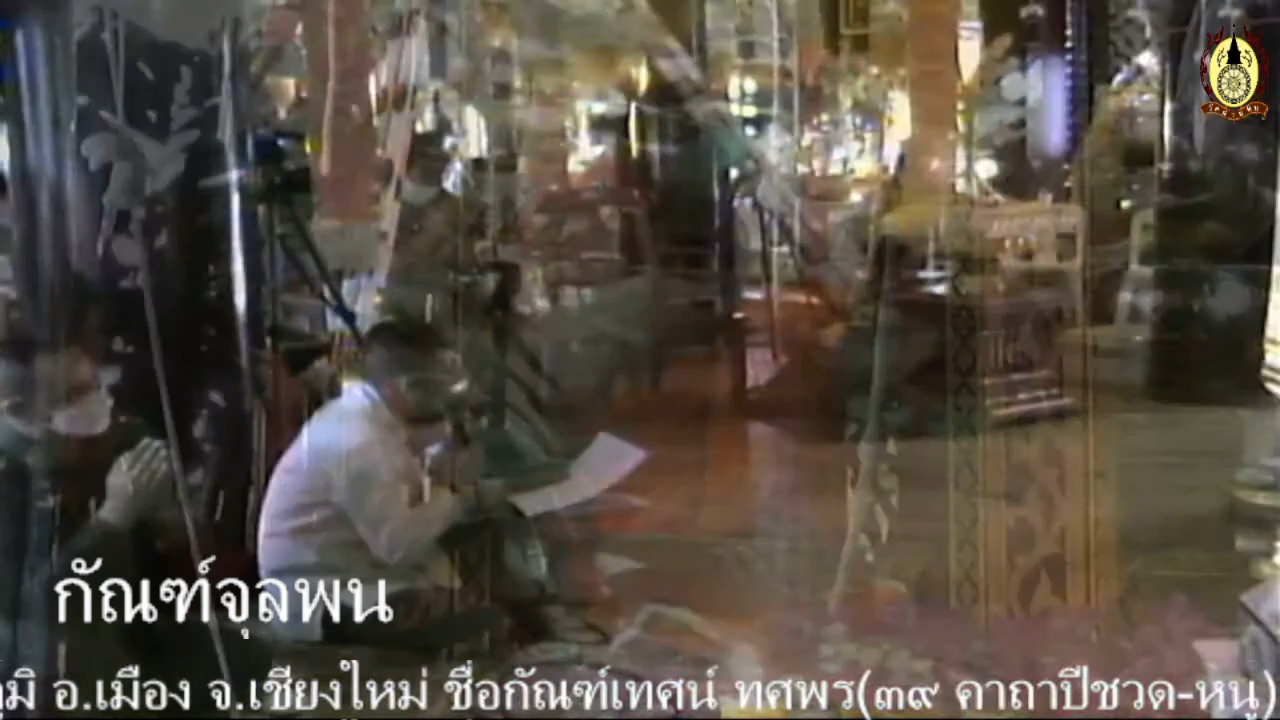 กัณฑ์จุลพน
มิ อ.เมือง จ.เชียงใหม่ ชื่อกัณฑ์เทศน์ ทศพร(๓๙ คาถาปีชวด-หนู)